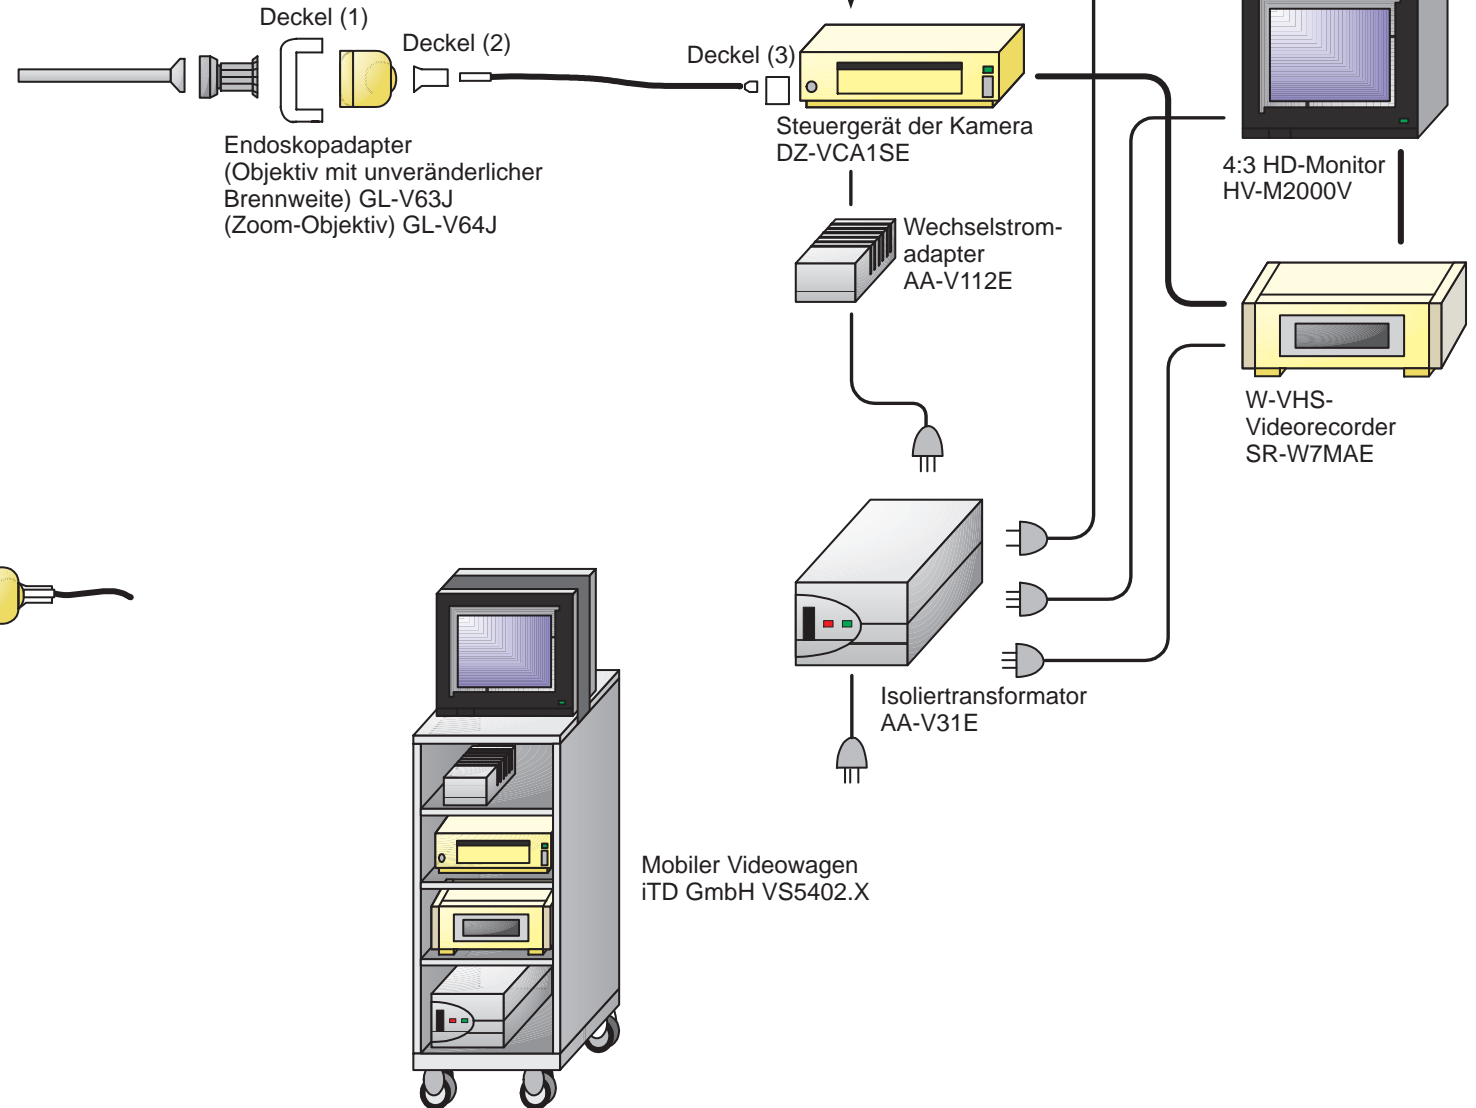 Deckel (1)
Deckel (2)
Deckel (3)
Endoskopadapter
(Objektiv mit unveränderlicher
Brennweite) GL-V63J
(Zoom-Objektiv) GL-V64J
Steuergerät der Kamera
DZ-VCA1SE
4:3 HD-Monitor
HV-M2000V
Wechselstrom-
adapter
AA-V112E
W-VHS-
Videorecorder
SR-W7MAE
Isoliertransformator
AA-V31E
Mobiler Videowagen
iTD GmbH VS5402.X